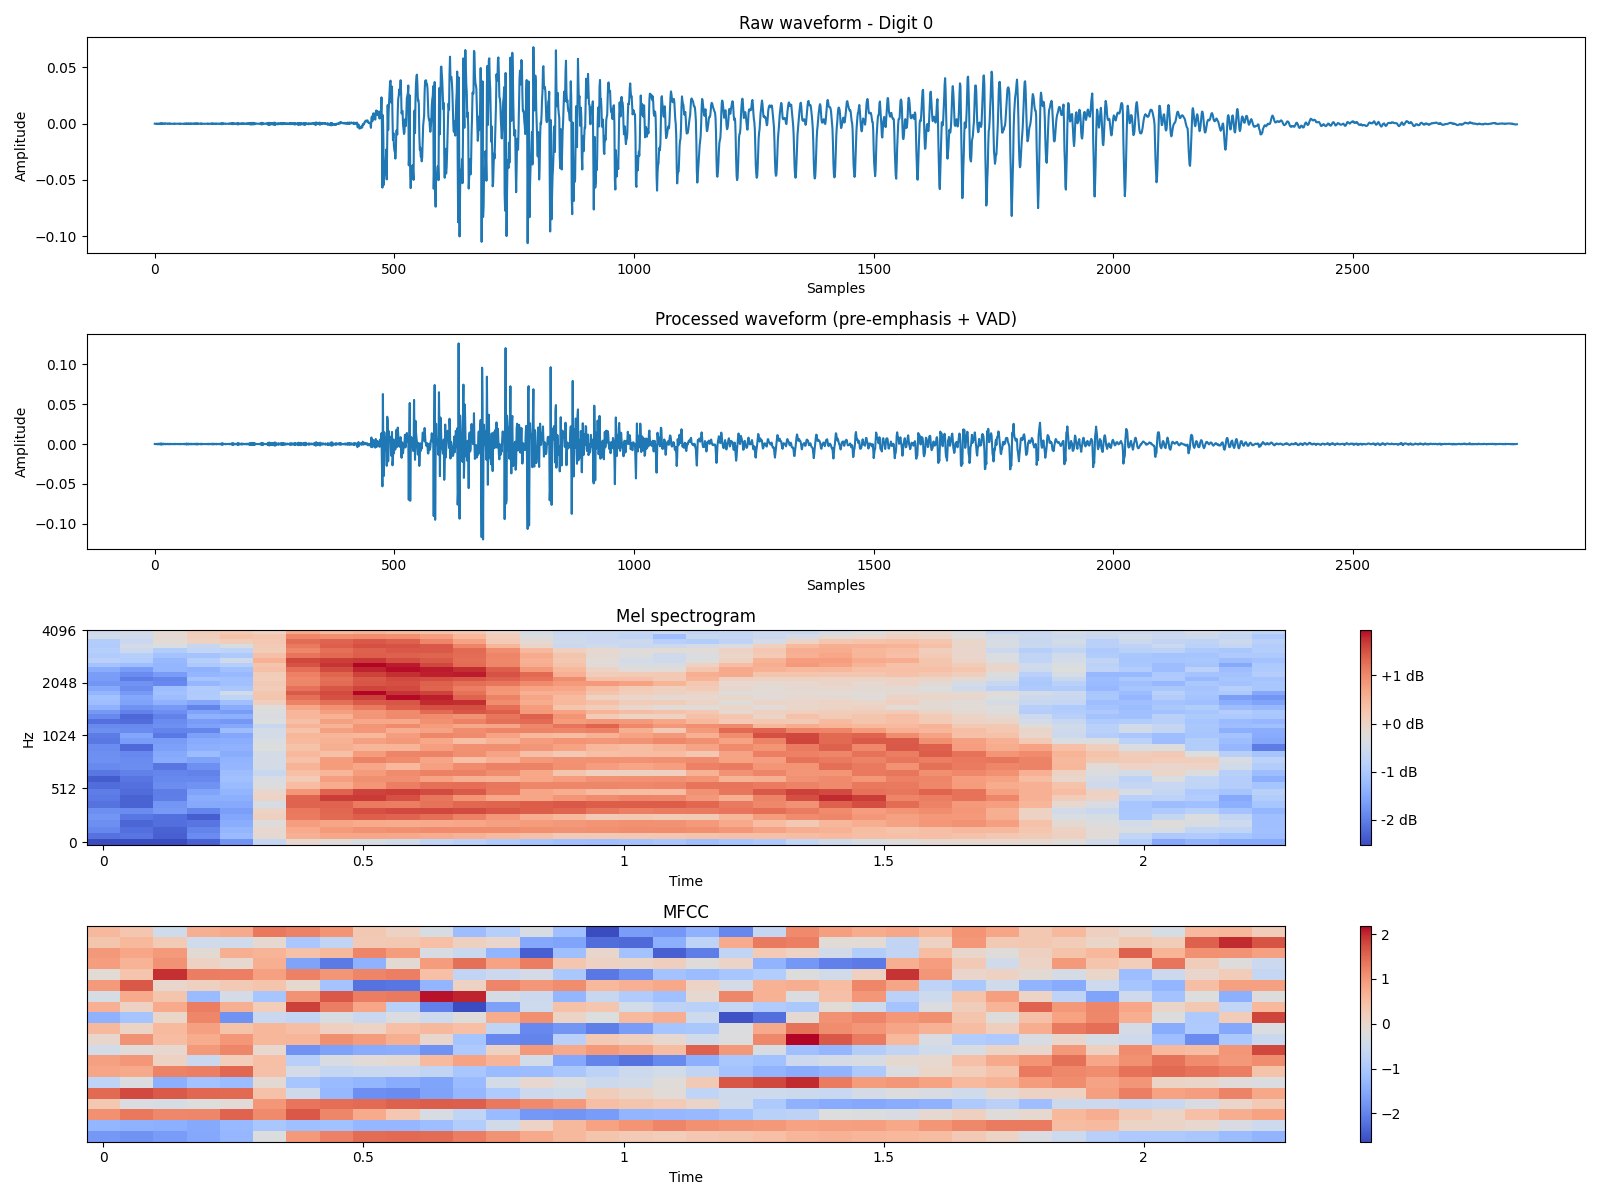 Raw waveform - Digit 0
Amplitude
0.05
0.00
−0.05
−0.10
0 500 1000 1500 2000 2500
Samples
Processed waveform (pre-emphasis + VAD)
Amplitude
0.10
0.05
0.00
−0.05
−0.10
0 500 1000 1500 2000 2500
Samples
Mel spectrogram
Hz
4096
2048
1024
512
0
0 0.5 1 1.5 2
Time
+1 dB
+0 dB
-1 dB
-2 dB
MFCC
0 0.5 1 1.5 2
Time
2
1
0
−1
−2